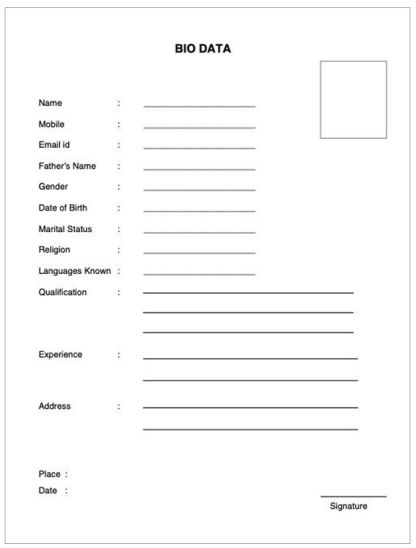 BIO DATA
Name :
Mobile :
Email id :
Father's Name :
Gender :
Date of Birth :
Marital Status :
Religion :
Languages Known :
Qualification :
Experience :
Address :
Place :
Date :
Signature